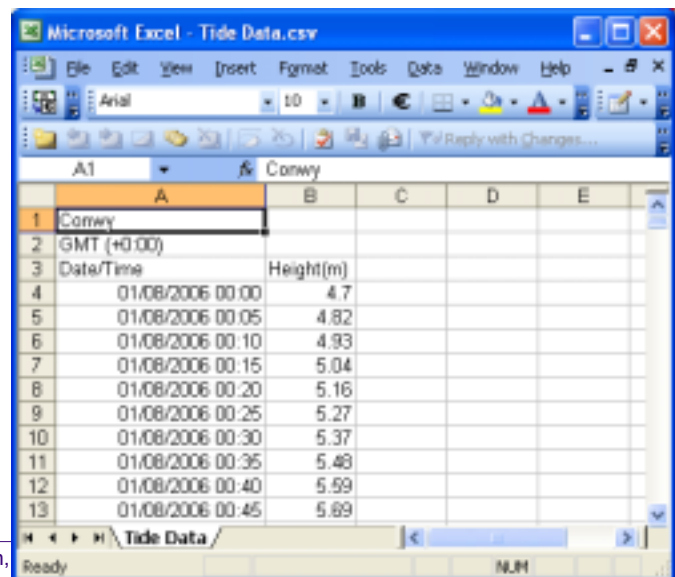 Microsoft Excel - Tide Data.csv
File Edit View Insert Format Tools Data Window Help
Arial 10 B €
Reply with Changes...
A1 fx Conwy
A B C D E
1 Conwy
2 GMT (+0:00)
3 Date/Time Height(m)
4 01/08/2006 00:00 4.7
5 01/08/2006 00:05 4.82
6 01/08/2006 00:10 4.93
7 01/08/2006 00:15 5.04
8 01/08/2006 00:20 5.16
9 01/08/2006 00:25 5.27
10 01/08/2006 00:30 5.37
11 01/08/2006 00:35 5.48
12 01/08/2006 00:40 5.59
13 01/08/2006 00:45 5.69
Tide Data
Ready NUM